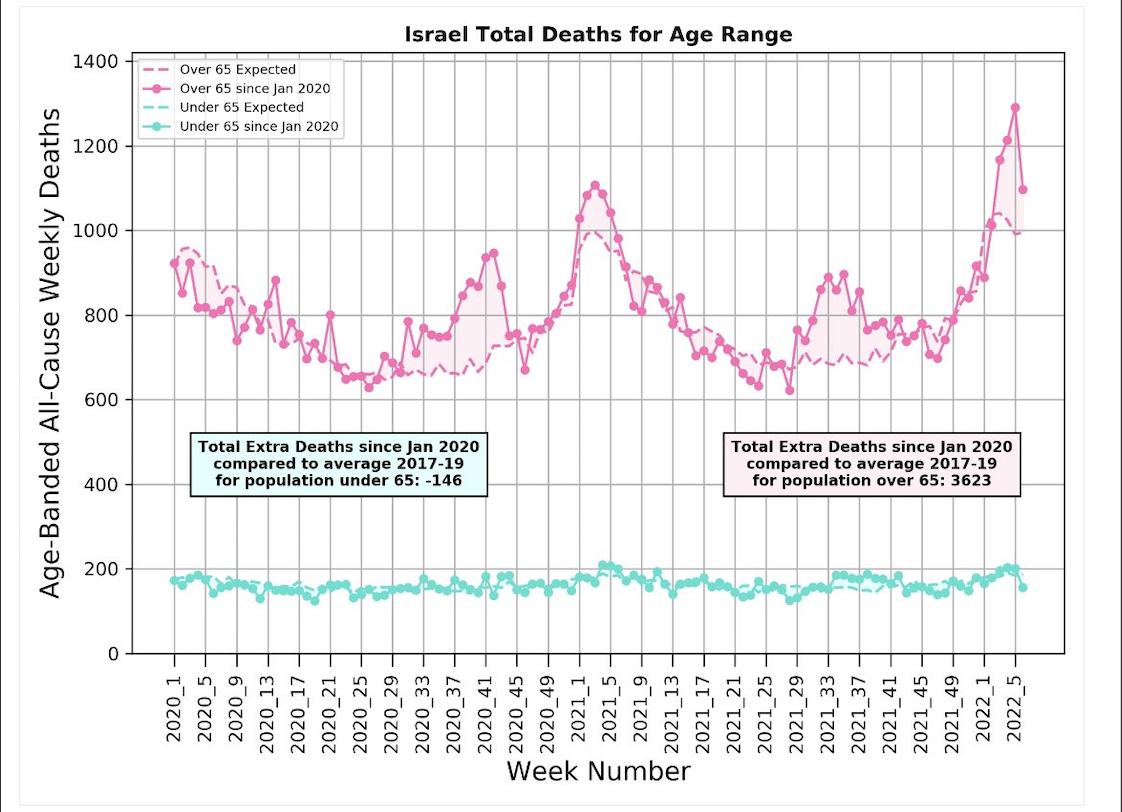 Israel Total Deaths for Age Range
Over 65 Expected
Over 65 since Jan 2020
Under 65 Expected
Under 65 since Jan 2020
Age-Banded All-Cause Weekly Deaths
1400
1200
1000
800
600
400
200
0
Total Extra Deaths since Jan 2020
compared to average 2017-19
for population under 65: -146
Total Extra Deaths since Jan 2020
compared to average 2017-19
for population over 65: 3623
2020_1
2020_5
2020_9
2020_13
2020_17
2020_21
2020_25
2020_29
2020_33
2020_37
2020_41
2020_45
2020_49
2021_1
2021_5
2021_9
2021_13
2021_17
2021_21
2021_25
2021_29
2021_33
2021_37
2021_41
2021_45
2021_49
2022_1
2022_5
Week Number